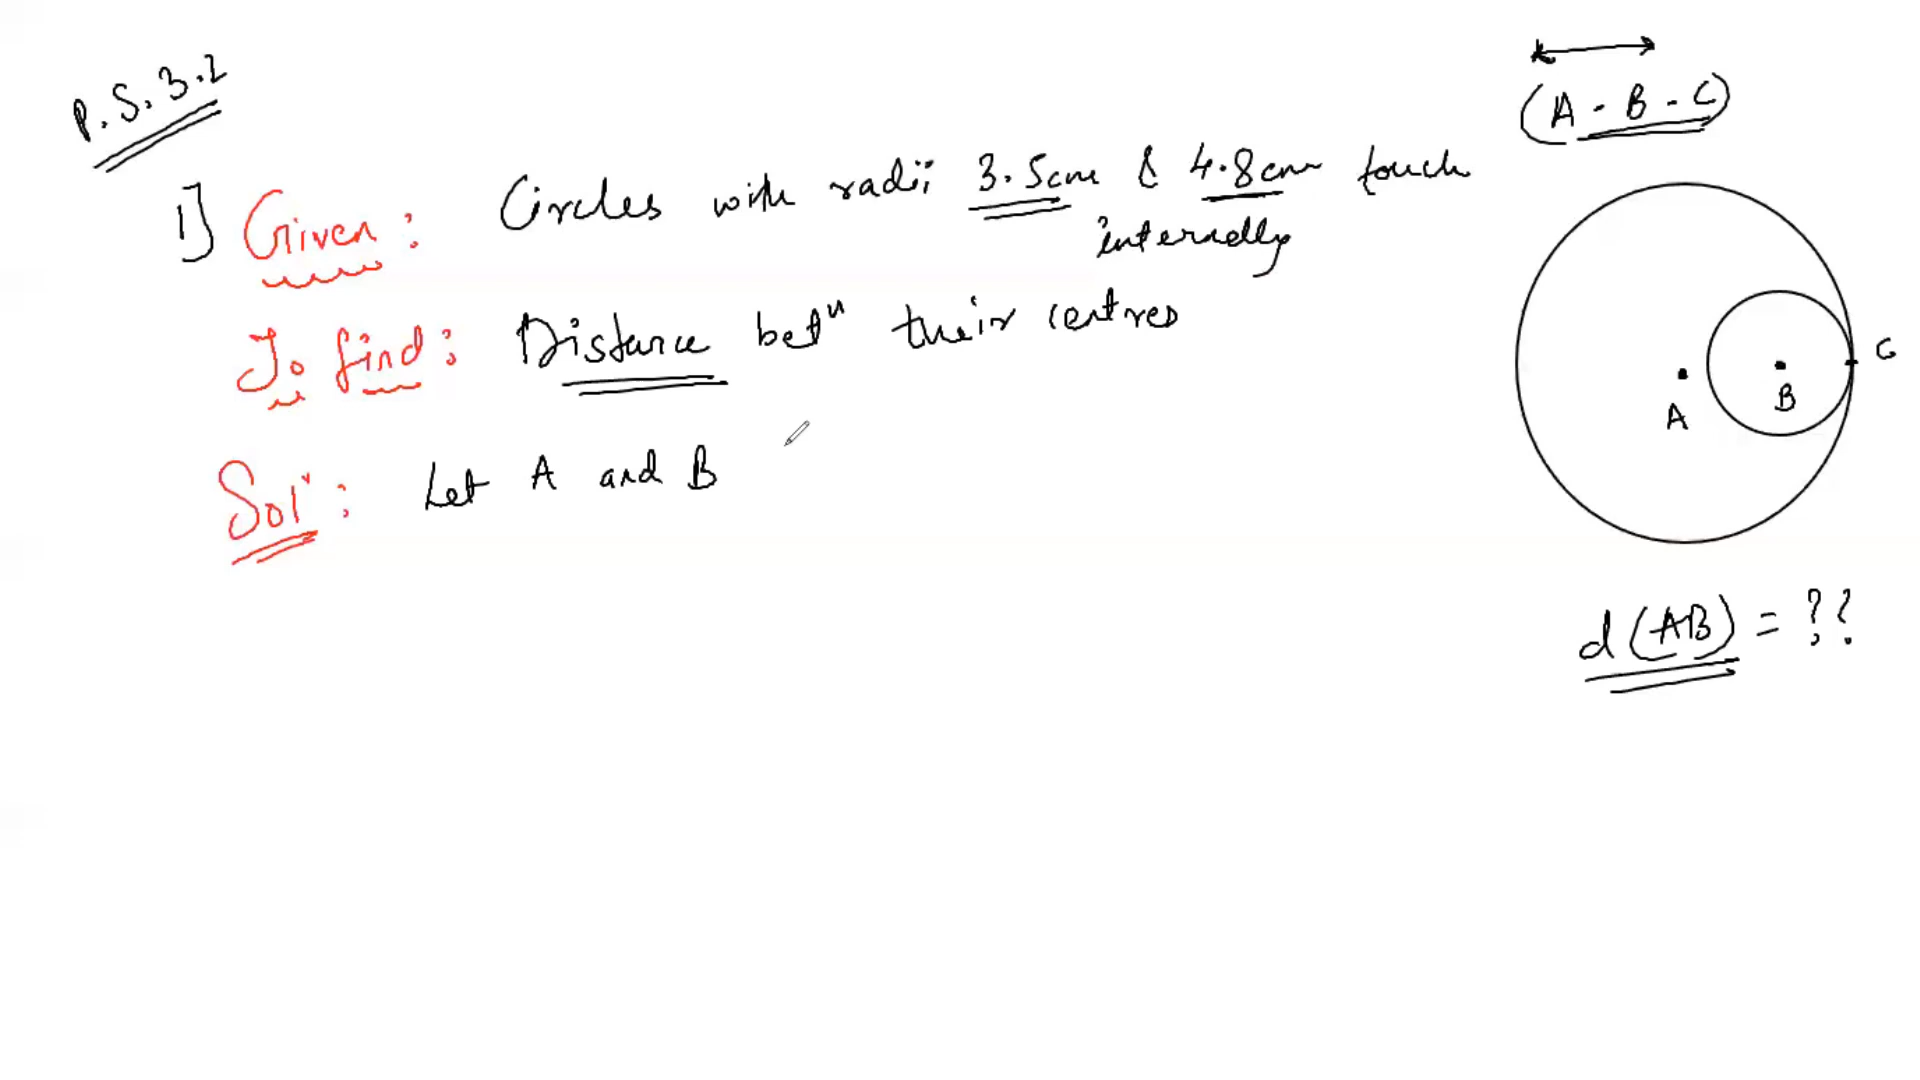 P.S. 3.2
(A - B - C)
1] Given: Circles with radii 3.5cm & 4.8cm touch
internally
To find: Distance betⁿ their centres
C
A
B
Solⁿ: Let A and B
d(AB) = ??